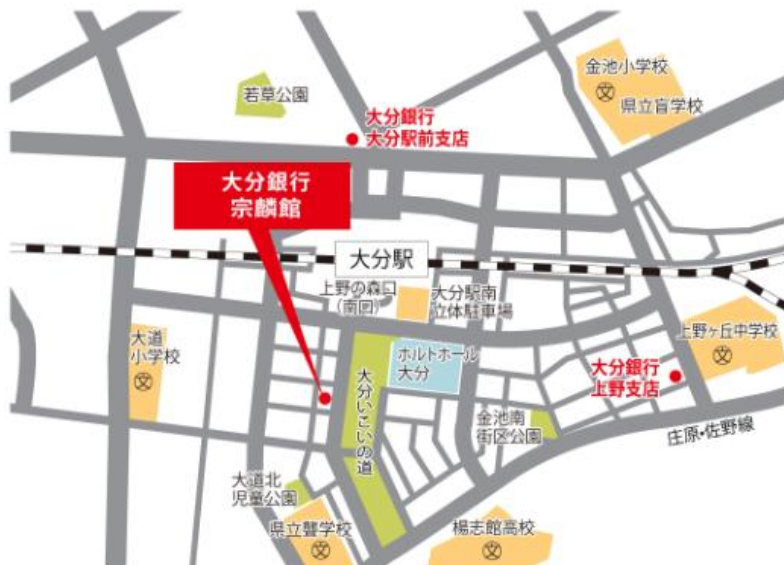 金池小学校
文
県立盲学校
若草公園
大分銀行
大分駅前支店
大分銀行
宗麟館
大分駅
上野の森口
(南口)
大分駅南
立体駐車場
大道
小学校
文
ホルトホール
大分
上野ヶ丘中学校
文
大分銀行
上野支店
大分いこいの道
金池南
街区公園
庄原・佐野線
大道北
児童公園
県立聾学校
文
楊志館高校
文